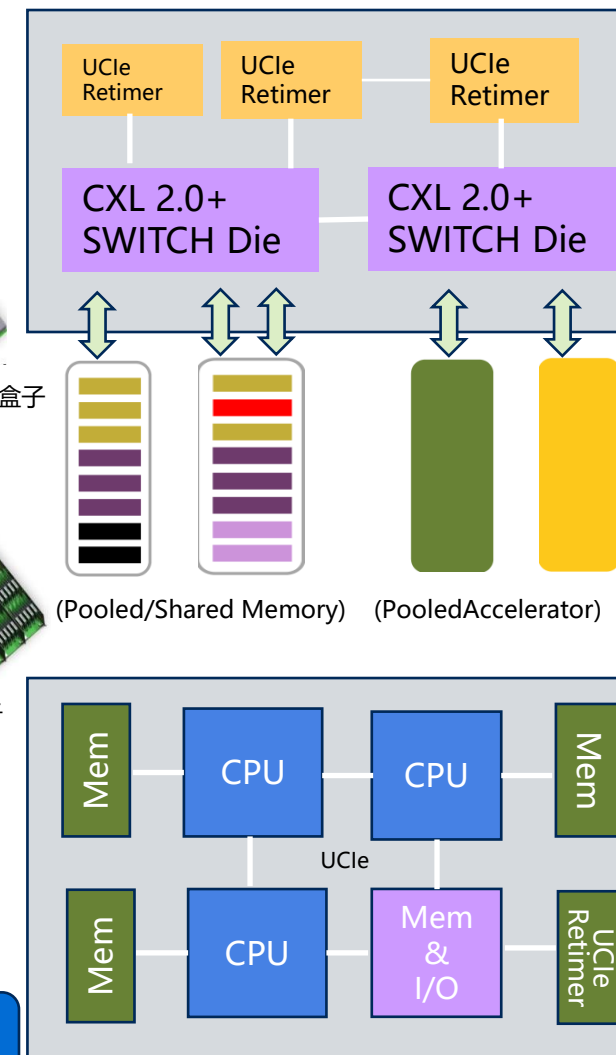 UCIe
Retimer
UCIe
Retimer
UCIe
Retimer
CXL 2.0+
SWITCH Die
CXL 2.0+
SWITCH Die
盒子
(Pooled/Shared Memory)
(PooledAccelerator)
Mem
CPU
CPU
Mem
UCIe
Mem
CPU
Mem
&
I/O
UCIe
Retimer